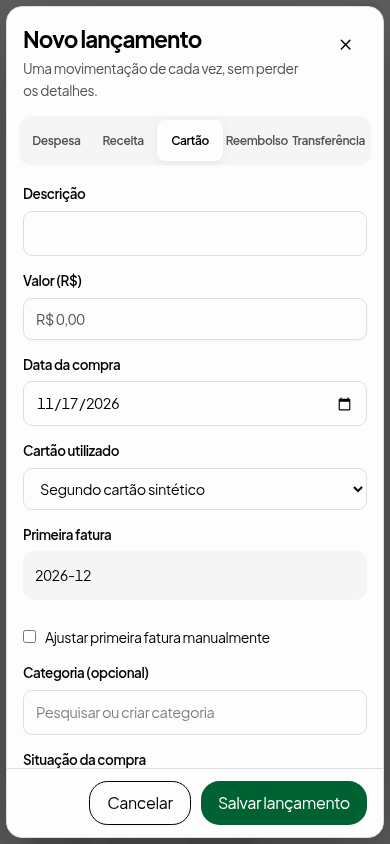 Novo lançamento
Uma movimentação de cada vez, sem perder
os detalhes.
Despesa Receita Cartão Reembolso Transferência
Descrição
Valor (R$)
R$ 0,00
Data da compra
11/17/2026
Cartão utilizado
Segundo cartão sintético
Primeira fatura
2026-12
Ajustar primeira fatura manualmente
Categoria (opcional)
Pesquisar ou criar categoria
Situação da compra
Cancelar Salvar lançamento